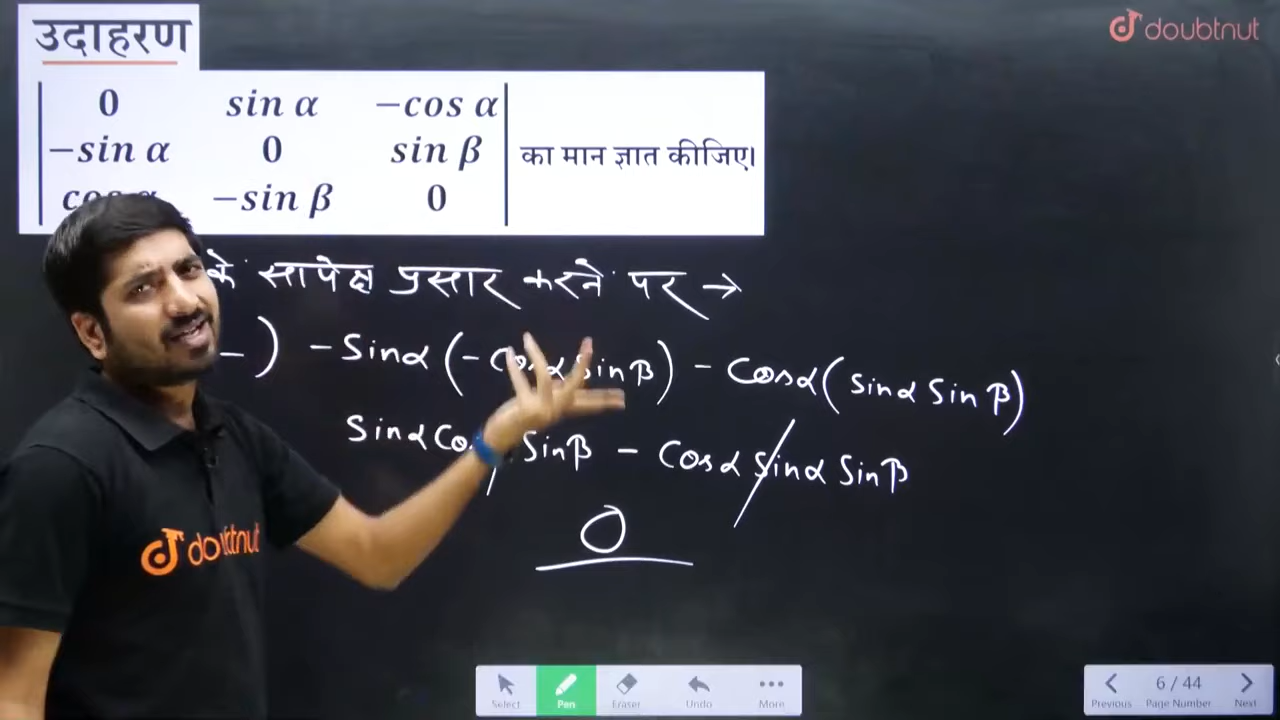 उदाहरण
doubtnut
0 sin α −cos α
−sin α 0 sin β का मान ज्ञात कीजिए।
−sin β 0
के सापेक्ष प्रसार करने पर →
−) −Sinα (−Cosα Sinβ) − Cosα (Sinα Sinβ)
Sinα Co Sinβ − Cosα Sinα Sinβ
0
doubtnut
Select Pen Eraser Undo More
Previous 6 / 44 Page Number Next